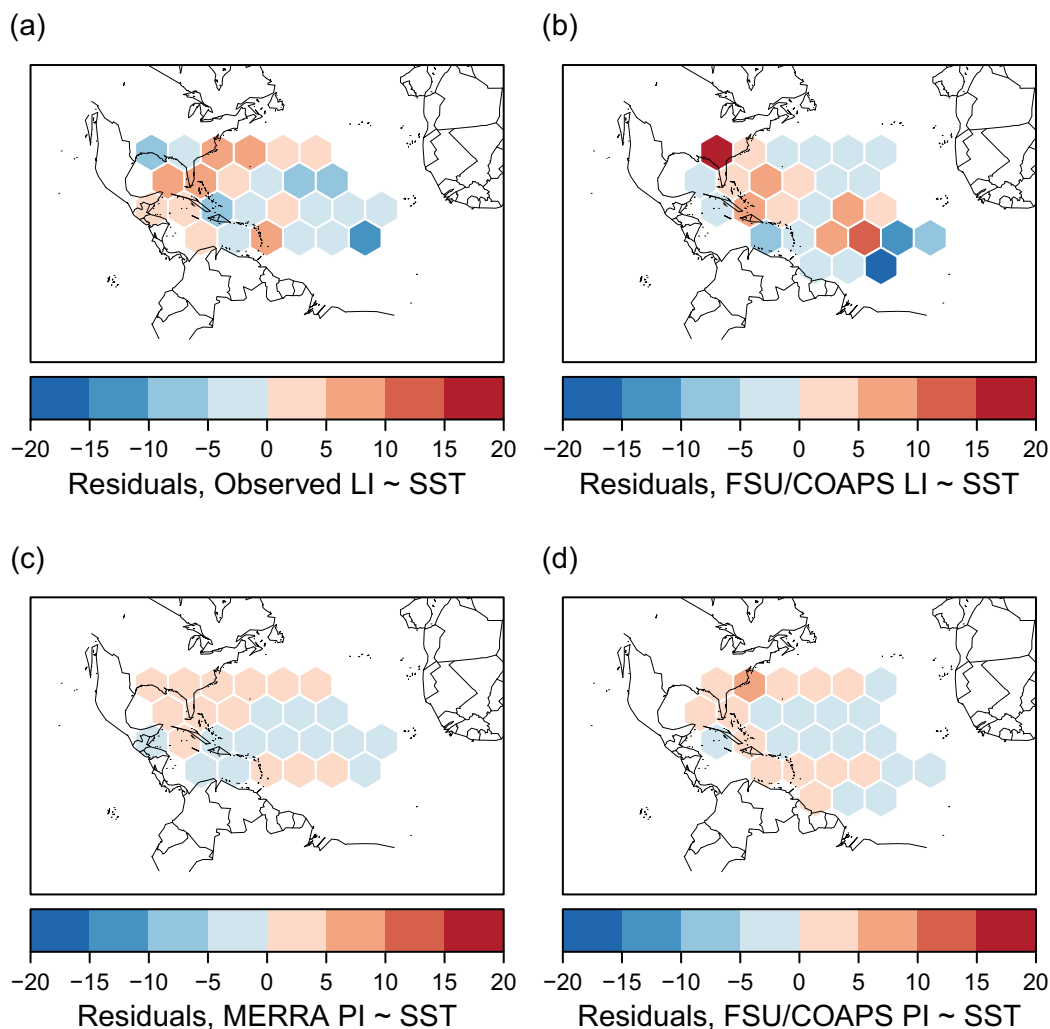 (a)
(b)
−20 −15 −10 −5 0 5 10 15 20
Residuals, Observed LI ~ SST
−20 −15 −10 −5 0 5 10 15 20
Residuals, FSU/COAPS LI ~ SST
(c)
(d)
−20 −15 −10 −5 0 5 10 15 20
Residuals, MERRA PI ~ SST
−20 −15 −10 −5 0 5 10 15 20
Residuals, FSU/COAPS PI ~ SST